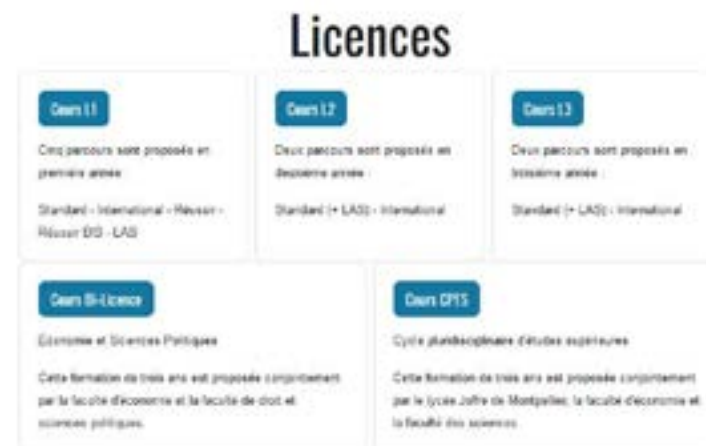 Licences
Cours L1
Cinq parcours sont proposés en
première année
Standard - International - Réussir -
Réussir - LAS
Cours L2
Deux parcours sont proposés en
deuxième année
Standard (+ LAS) - International
Cours L3
Deux parcours sont proposés en
troisième année
Standard (+ LAS) - International
Cours Bi-Licence
Economie et Sciences Politiques
Cette formation de trois ans est proposée conjointement
par la faculté d'économie et la faculté de droit et
sciences politiques.
Cours CPES
Cycle pluridisciplinaire d'études supérieures
Cette formation de trois ans est proposée conjointement
par le lycée Joffre de Montpellier, la faculté d'économie et
la faculté des sciences.